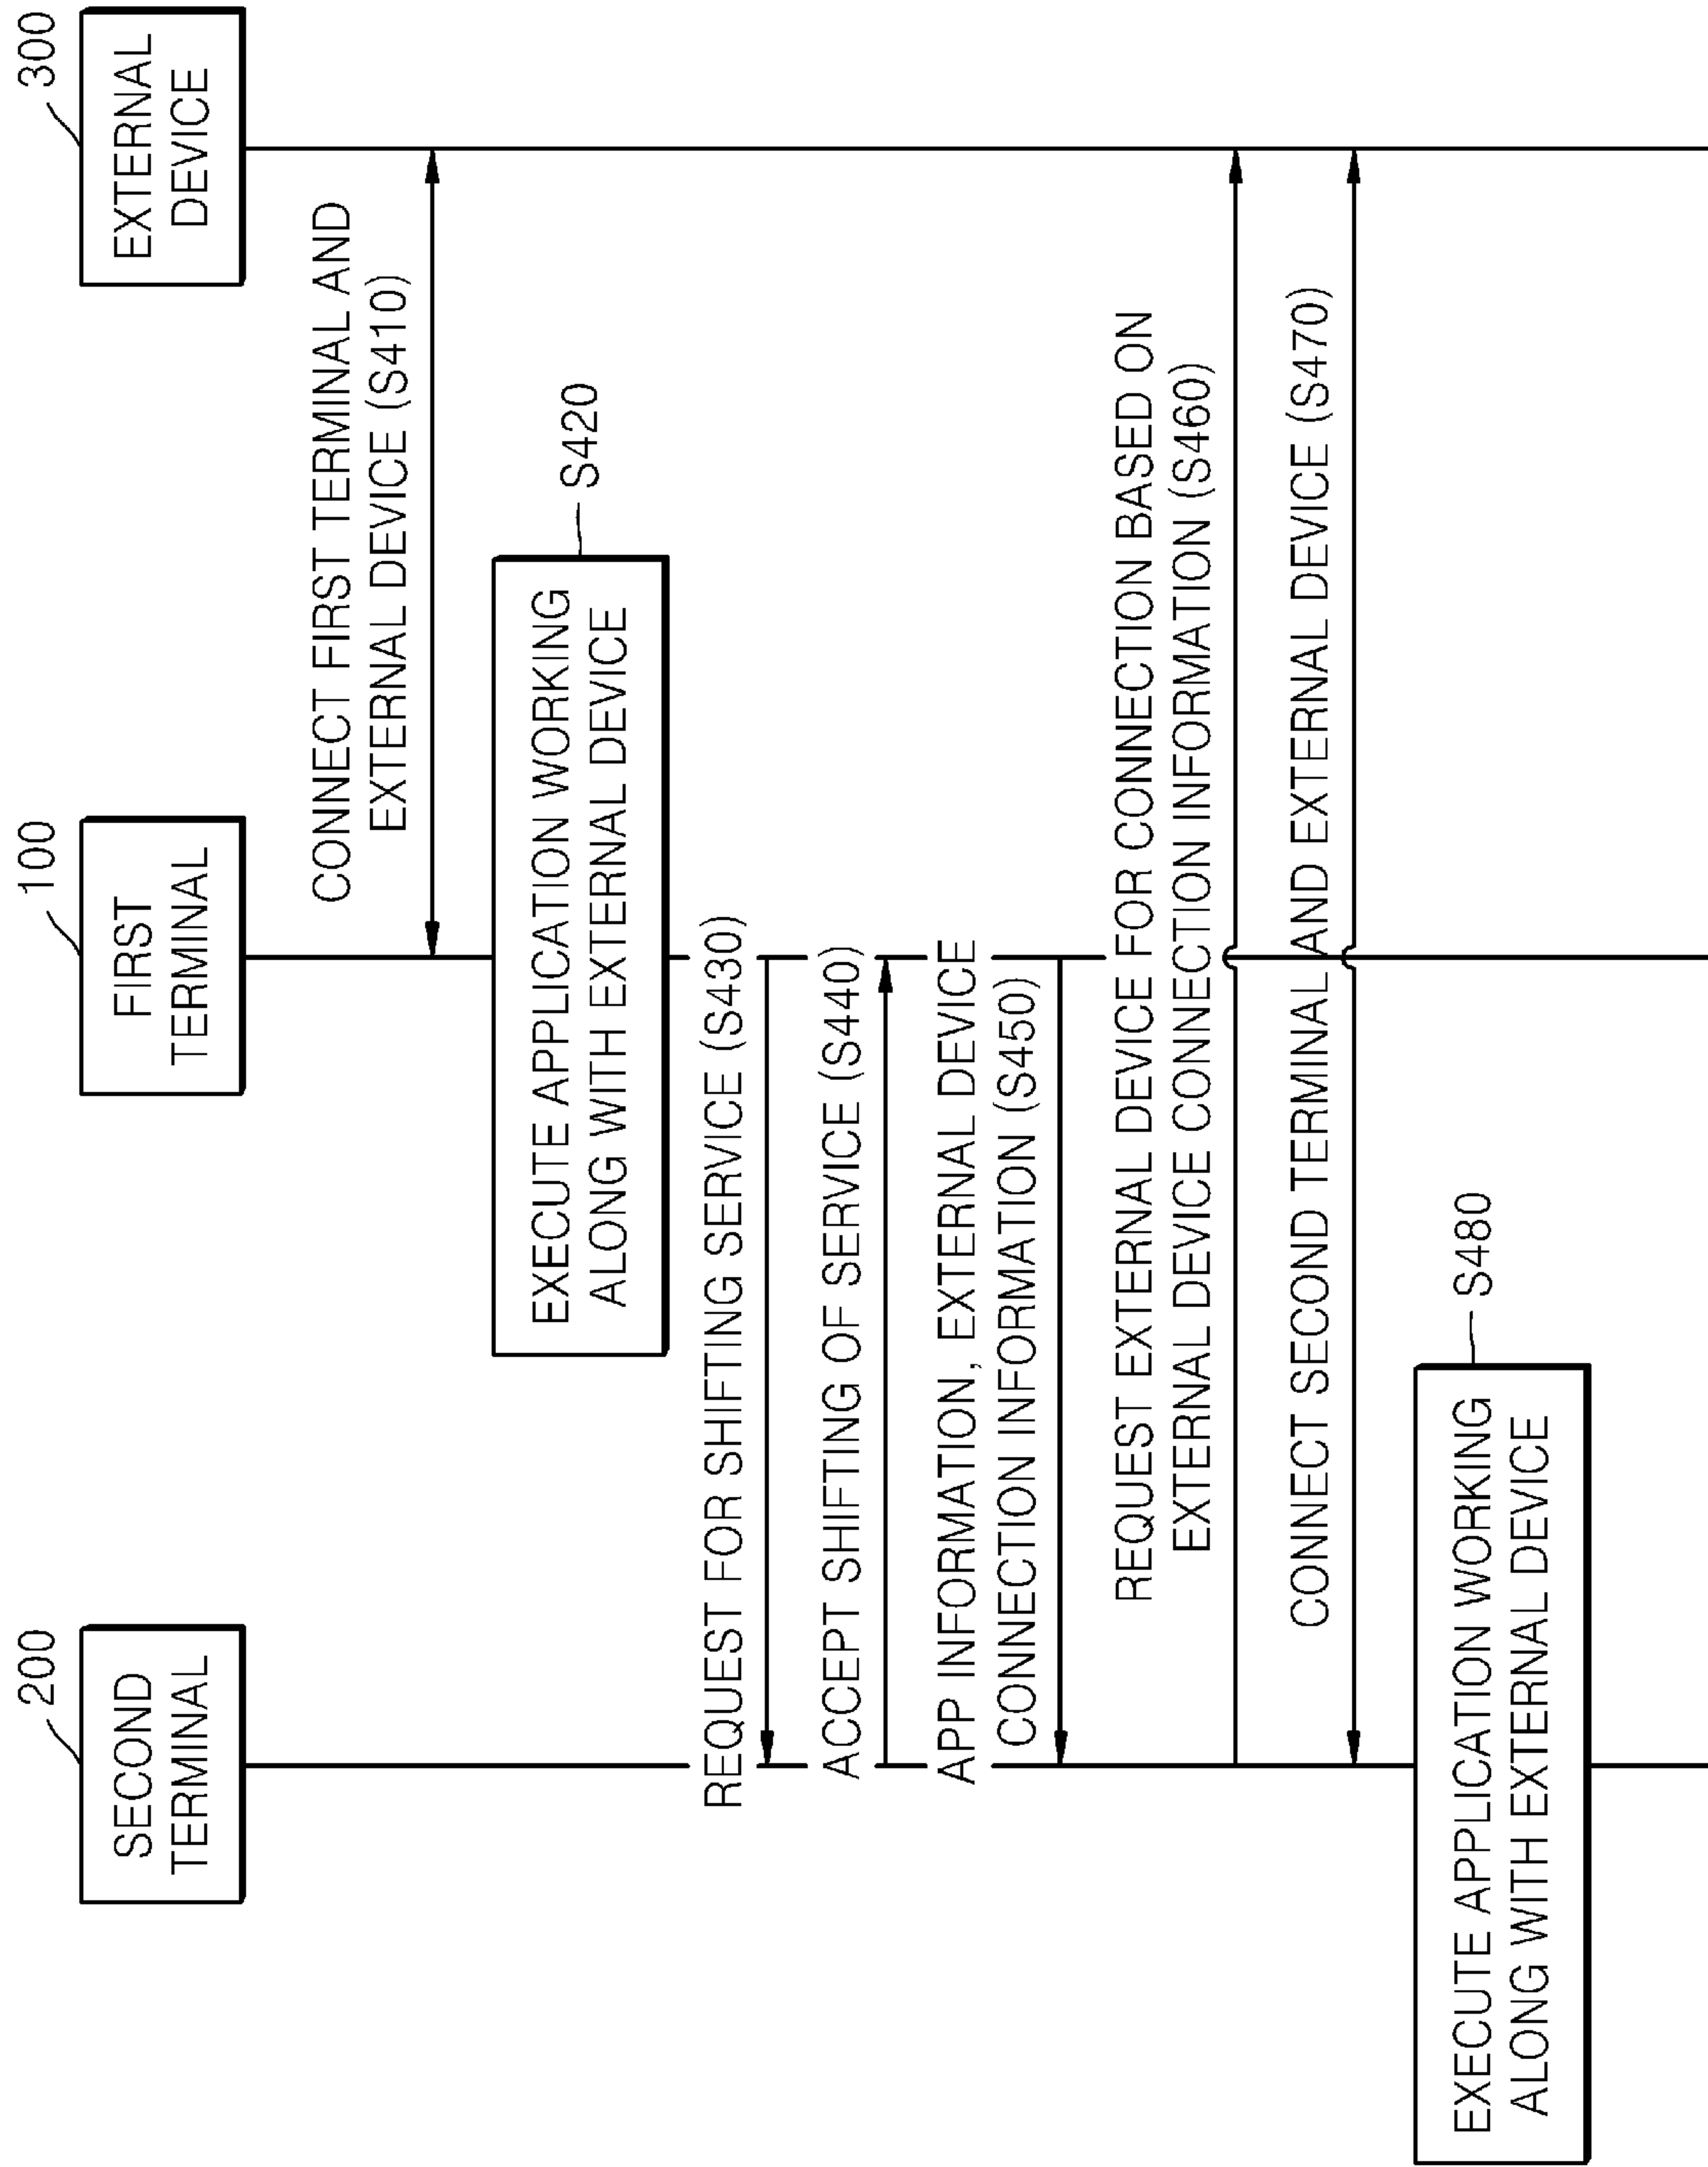 200
100
300
SECOND
TERMINAL
FIRST
TERMINAL
EXTERNAL
DEVICE
CONNECT FIRST TERMINAL AND
EXTERNAL DEVICE (S410)
S420
EXECUTE APPLICATION WORKING
ALONG WITH EXTERNAL DEVICE
REQUEST FOR SHIFTING SERVICE (S430)
ACCEPT SHIFTING OF SERVICE (S440)
APP INFORMATION, EXTERNAL DEVICE
CONNECTION INFORMATION (S450)
REQUEST EXTERNAL DEVICE FOR CONNECTION BASED ON
EXTERNAL DEVICE CONNECTION INFORMATION (S460)
CONNECT SECOND TERMINAL AND EXTERNAL DEVICE (S470)
S480
EXECUTE APPLICATION WORKING
ALONG WITH EXTERNAL DEVICE